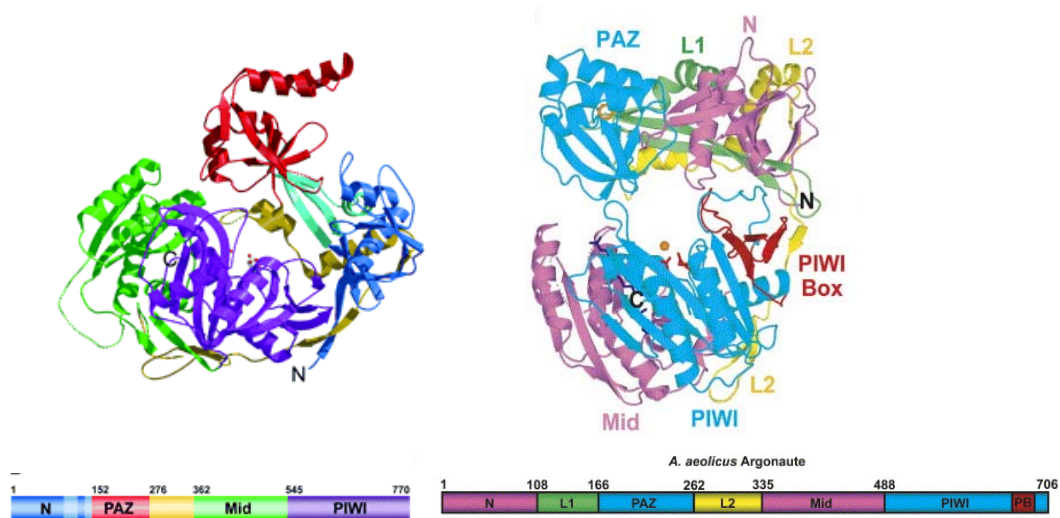 PAZ
L1
N
L2
N
PIWI
Box
C
C
N
L2
Mid
PIWI
A. aeolicus Argonaute
1 152 276 362 545 770
N PAZ Mid PIWI
1 108 166 262 335 488 706
N L1 PAZ L2 Mid PIWI PB